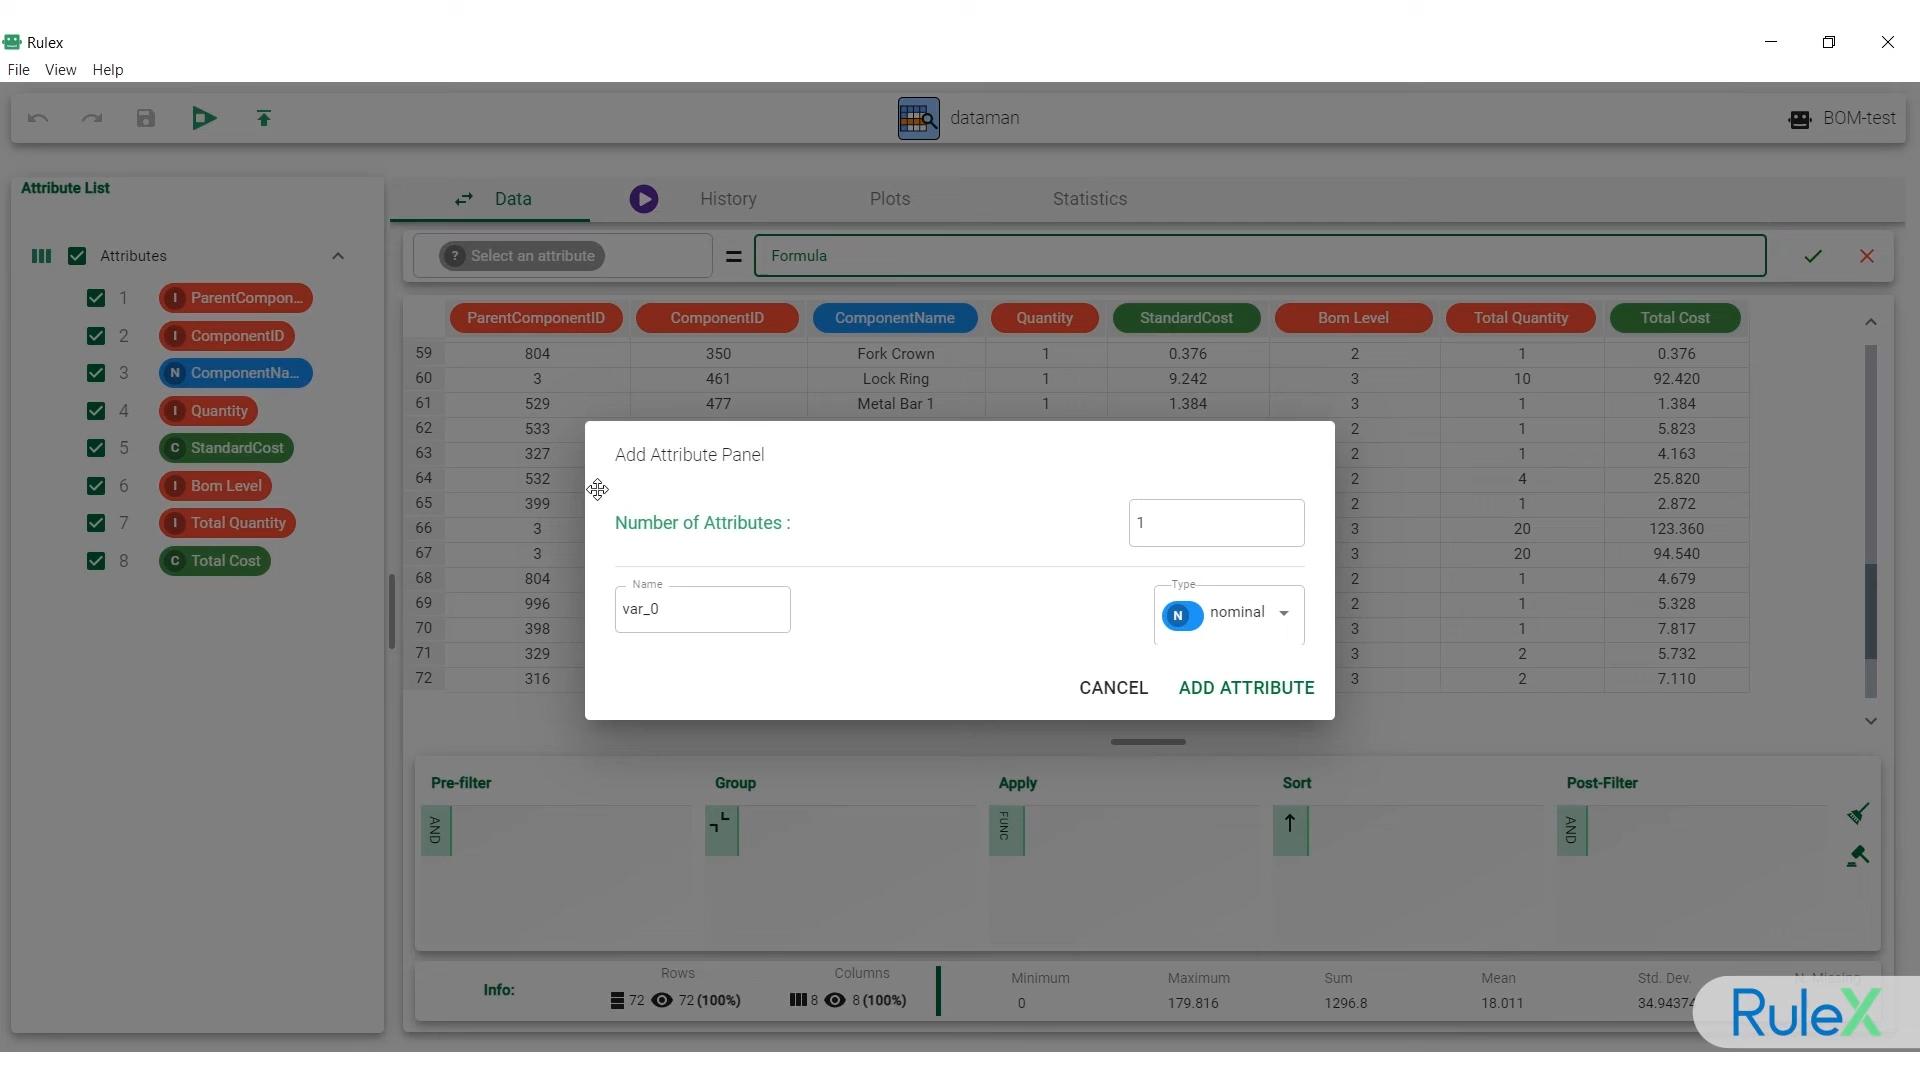 Rulex
File View Help
dataman
BOM-test
Attribute List
Data History Plots Statistics
Attributes
? Select an attribute = Formula
1 I ParentCompon...
2 I ComponentID
3 N ComponentNa...
4 I Quantity
5 C StandardCost
6 I Bom Level
7 I Total Quantity
8 C Total Cost
ParentComponentID ComponentID ComponentName Quantity StandardCost Bom Level Total Quantity Total Cost
59 804 350 Fork Crown 1 0.376 2 1 0.376
60 3 461 Lock Ring 1 9.242 3 10 92.420
61 529 477 Metal Bar 1 1 1.384 3 1 1.384
62 533 2 1 5.823
63 327 2 1 4.163
64 532 2 4 25.820
65 399 2 1 2.872
66 3 3 20 123.360
67 3 3 20 94.540
68 804 2 1 4.679
69 996 2 1 5.328
70 398 3 1 7.817
71 329 3 2 5.732
72 316 3 2 7.110
Add Attribute Panel
Number of Attributes : 1
Name Type
var_0 N nominal
CANCEL ADD ATTRIBUTE
Pre-filter Group Apply Sort Post-Filter
AND FUNC AND
Info:
Rows Columns Minimum Maximum Sum Mean Std. Dev. N. Missing
72 72 (100%) 8 8 (100%) 0 179.816 1296.8 18.011 34.94374
RuleX